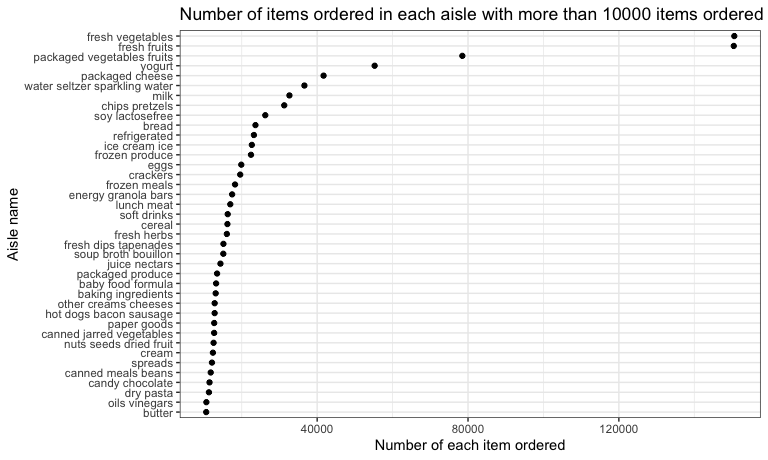 Number of items ordered in each aisle with more than 10000 items ordered
Aisle name
fresh vegetables
fresh fruits
packaged vegetables fruits
yogurt
packaged cheese
water seltzer sparkling water
milk
chips pretzels
soy lactosefree
bread
refrigerated
ice cream ice
frozen produce
eggs
crackers
frozen meals
energy granola bars
lunch meat
soft drinks
cereal
fresh herbs
fresh dips tapenades
soup broth bouillon
juice nectars
packaged produce
baby food formula
baking ingredients
other creams cheeses
hot dogs bacon sausage
paper goods
canned jarred vegetables
nuts seeds dried fruit
cream
spreads
canned meals beans
candy chocolate
dry pasta
oils vinegars
butter
40000 80000 120000
Number of each item ordered